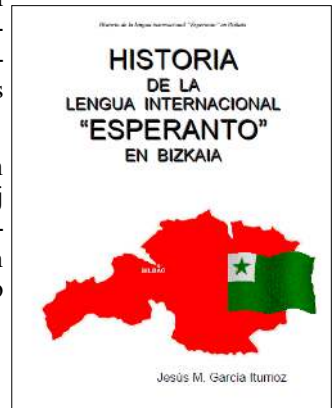 Historia de la lengua internacional "Esperanto" en Bizkaia
HISTORIA
DE LA
LENGUA INTERNACIONAL
“ESPERANTO”
EN BIZKAIA
BILBAO
Jesús M. García Iturrioz